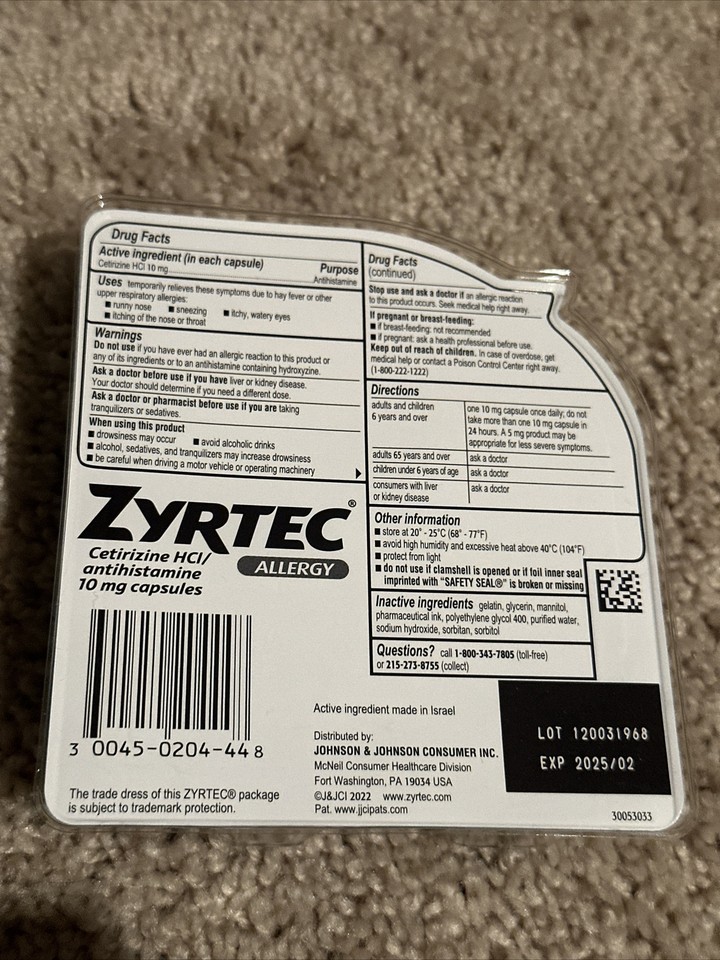 Drug Facts
Active ingredient (in each capsule)
Purpose
Cetirizine HCl 10 mg
Antihistamine
Uses temporarily relieves these symptoms due to hay fever or other
upper respiratory allergies:
■ runny nose ■ sneezing ■ itchy, watery eyes
■ itching of the nose or throat
Warnings
Do not use if you have ever had an allergic reaction to this product or
any of its ingredients or to an antihistamine containing hydroxyzine.
Ask a doctor before use if you have liver or kidney disease.
Your doctor should determine if you need a different dose.
Ask a doctor or pharmacist before use if you are taking
tranquilizers or sedatives.
When using this product
■ drowsiness may occur ■ avoid alcoholic drinks
■ alcohol, sedatives, and tranquilizers may increase drowsiness
■ be careful when driving a motor vehicle or operating machinery
Drug Facts
(continued)
Stop use and ask a doctor if an allergic reaction
to this product occurs. Seek medical help right away.
If pregnant or breast-feeding:
■ if breast-feeding: not recommended
■ if pregnant: ask a health professional before use.
Keep out of reach of children. In case of overdose, get
medical help or contact a Poison Control Center right away.
(1-800-222-1222)
Directions
adults and children
6 years and over
one 10 mg capsule once daily; do not
take more than one 10 mg capsule in
24 hours. A 5 mg product may be
appropriate for less severe symptoms.
adults 65 years and over ask a doctor
children under 6 years of age ask a doctor
consumers with liver
or kidney disease
ask a doctor
Other information
■ store at 20° - 25°C (68° - 77°F)
■ avoid high humidity and excessive heat above 40°C (104°F)
■ protect from light
■ do not use if clamshell is opened or if foil inner seal
imprinted with “SAFETY SEAL®” is broken or missing
Inactive ingredients gelatin, glycerin, mannitol,
pharmaceutical ink, polyethylene glycol 400, purified water,
sodium hydroxide, sorbitan, sorbitol
Questions? call 1-800-343-7805 (toll-free)
or 215-273-8755 (collect)
ZYRTEC®
ALLERGY
Cetirizine HCl/
antihistamine
10 mg capsules
3 0045-0204-44 8
The trade dress of this ZYRTEC® package
is subject to trademark protection.
Active ingredient made in Israel
Distributed by:
JOHNSON & JOHNSON CONSUMER INC.
McNeil Consumer Healthcare Division
Fort Washington, PA 19034 USA
©J&JCI 2022 www.zyrtec.com
Pat. www.jjcipats.com
LOT 120031968
EXP 2025/02
30053033